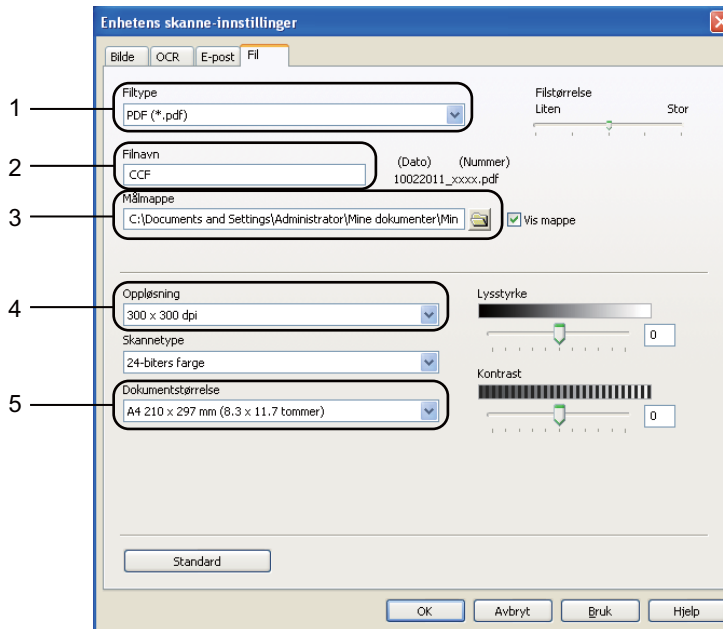 Enhetens skanne-innstillinger
Bilde OCR E-post Fil
1
Filtype
PDF (*.pdf)
Filstørrelse
Liten Stor
2
Filnavn
CCF
(Dato) (Nummer)
10022011_xxxx.pdf
3
Målmappe
C:\Documents and Settings\Administrator\Mine dokumenter\Min
Vis mappe
4
Oppløsning
300 x 300 dpi
Lysstyrke
0
Skannetype
24-biters farge
Kontrast
0
5
Dokumentstørrelse
A4 210 x 297 mm (8.3 x 11.7 tommer)
Standard
OK Avbryt Bruk Hjelp